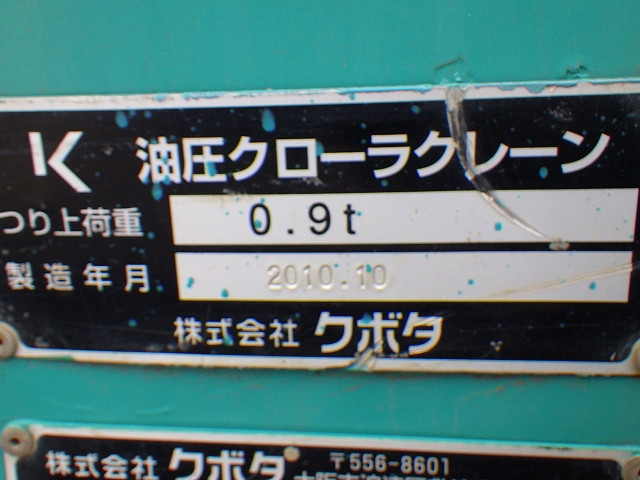 K 油圧クローラクレーン
つり上荷重 0.9t
製造年月 2010.10
株式会社 クボタ
株式会社 クボタ 〒556-8601